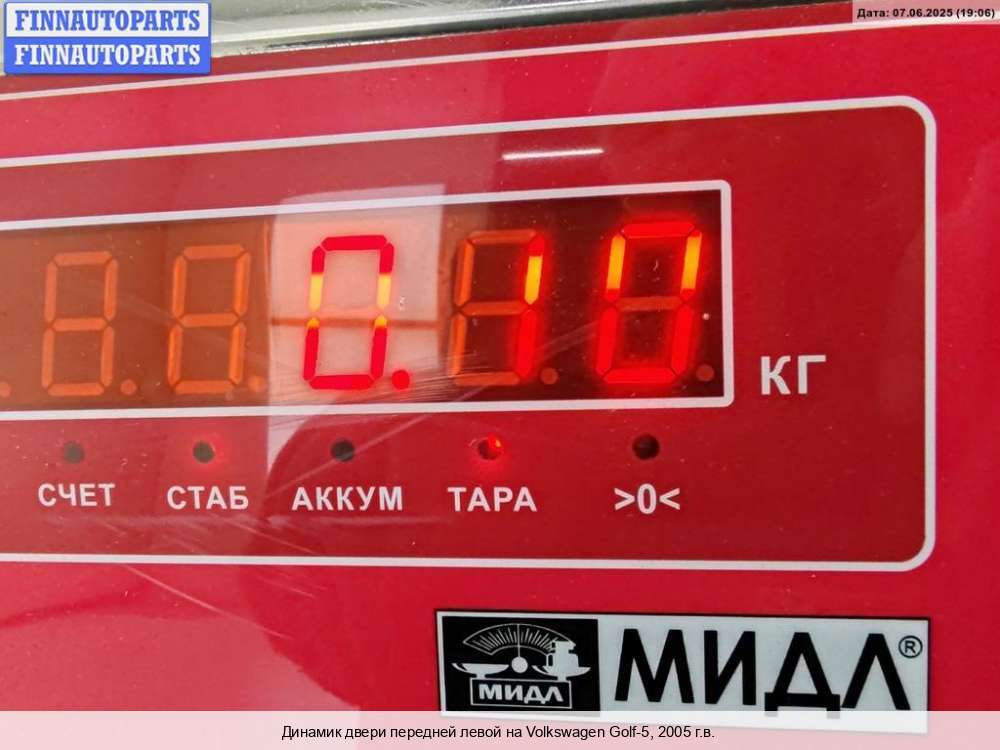 FINNAUTOPARTS
FINNAUTOPARTS
Дата: 07.06.2025 (19:06)
0.10
КГ
СЧЕТ СТАБ АККУМ ТАРА >0<
МИДЛ
МИДЛ®
Динамик двери передней левой на Volkswagen Golf-5, 2005 г.в.